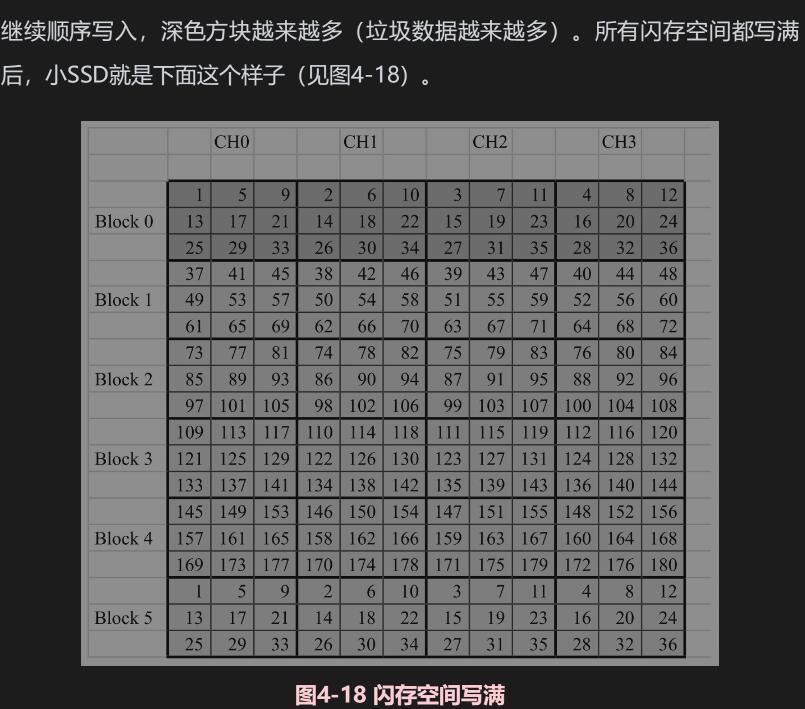 继续顺序写入，深色方块越来越多（垃圾数据越来越多）。所有闪存空间都写满
后，小SSD就是下面这个样子（见图4-18）。
CH0 CH1 CH2 CH3
1 5 9 2 6 10 3 7 11 4 8 12
Block 0 13 17 21 14 18 22 15 19 23 16 20 24
25 29 33 26 30 34 27 31 35 28 32 36
37 41 45 38 42 46 39 43 47 40 44 48
Block 1 49 53 57 50 54 58 51 55 59 52 56 60
61 65 69 62 66 70 63 67 71 64 68 72
73 77 81 74 78 82 75 79 83 76 80 84
Block 2 85 89 93 86 90 94 87 91 95 88 92 96
97 101 105 98 102 106 99 103 107 100 104 108
109 113 117 110 114 118 111 115 119 112 116 120
Block 3 121 125 129 122 126 130 123 127 131 124 128 132
133 137 141 134 138 142 135 139 143 136 140 144
145 149 153 146 150 154 147 151 155 148 152 156
Block 4 157 161 165 158 162 166 159 163 167 160 164 168
169 173 177 170 174 178 171 175 179 172 176 180
1 5 9 2 6 10 3 7 11 4 8 12
Block 5 13 17 21 14 18 22 15 19 23 16 20 24
25 29 33 26 30 34 27 31 35 28 32 36
图4-18 闪存空间写满